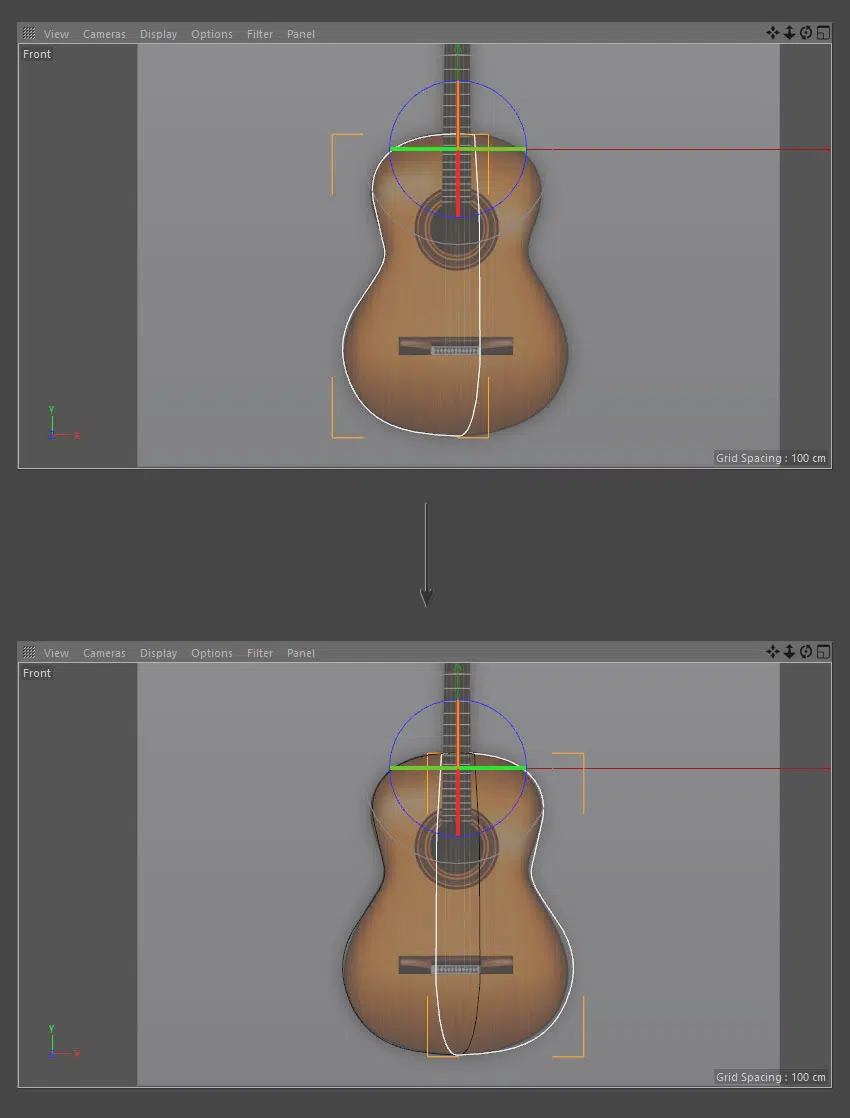 View Cameras Display Options Filter Panel
Front
Y
X
Grid Spacing : 100 cm
View Cameras Display Options Filter Panel
Front
Y
X
Grid Spacing : 100 cm